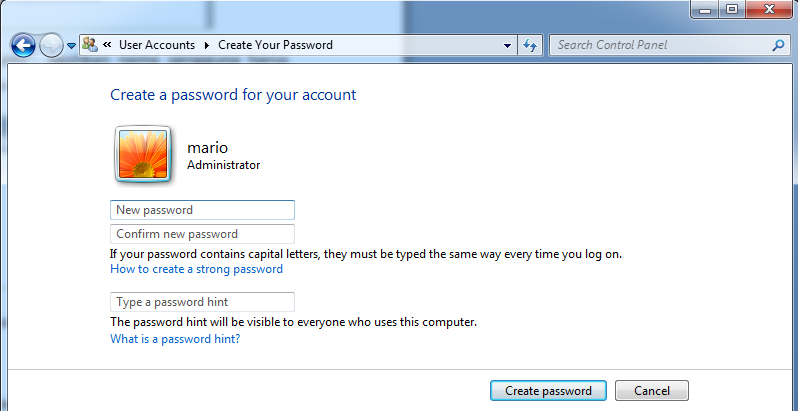 « User Accounts Create Your Password Search Control Panel
Create a password for your account
mario
Administrator
New password
Confirm new password
If your password contains capital letters, they must be typed the same way every time you log on.
How to create a strong password
Type a password hint
The password hint will be visible to everyone who uses this computer.
What is a password hint?
Create password Cancel